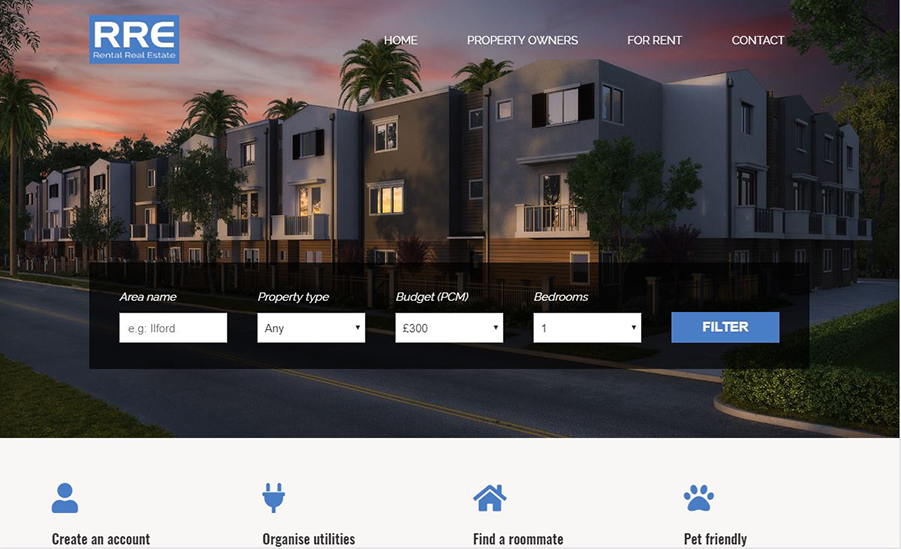 RRE
Rental Real Estate
HOME PROPERTY OWNERS FOR RENT CONTACT
Area name Property type Budget (PCM) Bedrooms
e.g: Ilford Any £300 1 FILTER
Create an account Organise utilities Find a roommate Pet friendly